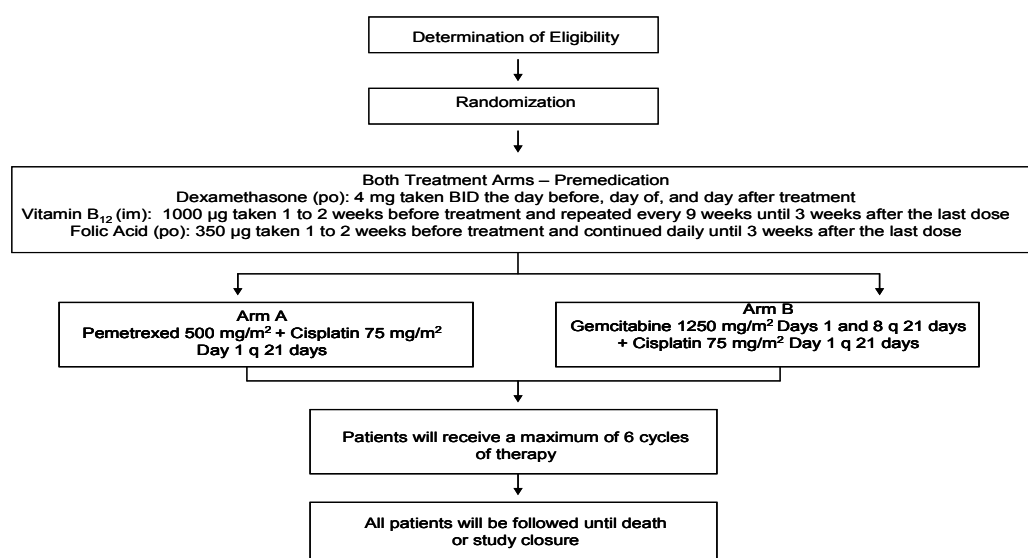 Determination of Eligibility
Randomization
Both Treatment Arms – Premedication
Dexamethasone (po): 4 mg taken BID the day before, day of, and day after treatment
Vitamin B₁₂ (im): 1000 µg taken 1 to 2 weeks before treatment and repeated every 9 weeks until 3 weeks after the last dose
Folic Acid (po): 350 µg taken 1 to 2 weeks before treatment and continued daily until 3 weeks after the last dose
Arm A
Pemetrexed 500 mg/m² + Cisplatin 75 mg/m²
Day 1 q 21 days
Arm B
Gemcitabine 1250 mg/m² Days 1 and 8 q 21 days
+ Cisplatin 75 mg/m² Day 1 q 21 days
Patients will receive a maximum of 6 cycles
of therapy
All patients will be followed until death
or study closure